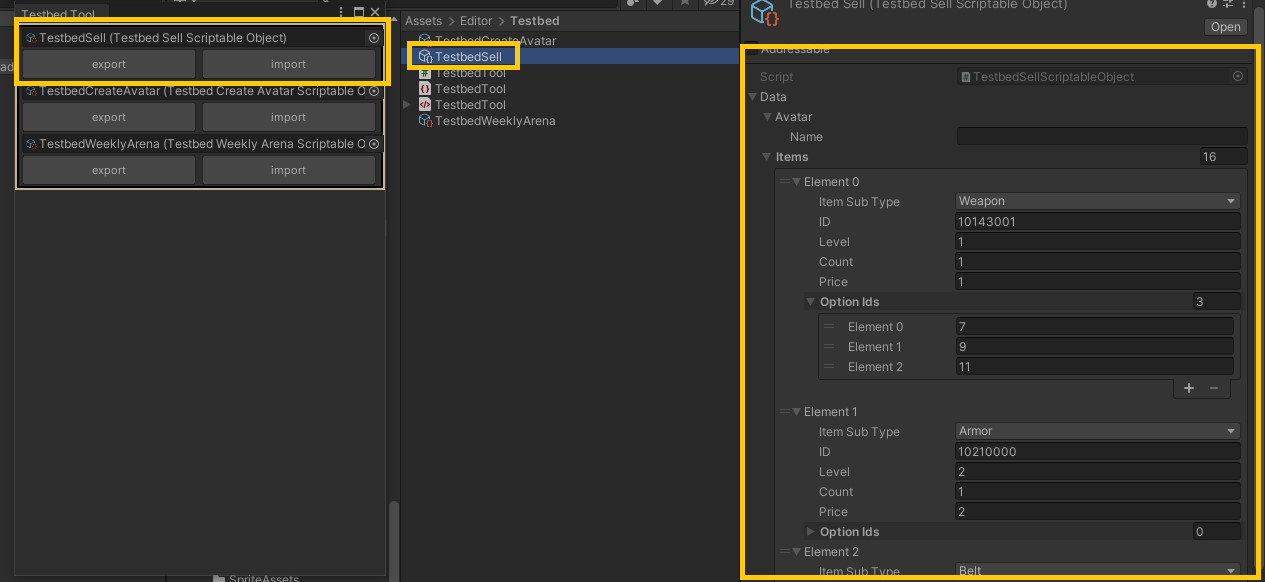 Testbed Tool
TestbedSell (Testbed Sell Scriptable Object)
export import
TestbedCreateAvatar (Testbed Create Avatar Scriptable O
export import
TestbedWeeklyArena (Testbed Weekly Arena Scriptable O
export import
ad
SpriteAssets
29
Assets > Editor > Testbed
TestbedCreateAvatar
TestbedSell
TestbedTool
TestbedTool
TestbedTool
TestbedWeeklyArena
Testbed Sell (Testbed Sell Scriptable Object)
Open
Addressable
Script TestbedSellScriptableObject
Data
Avatar
Name
Items 16
Element 0
Item Sub Type Weapon
ID 10143001
Level 1
Count 1
Price 1
Option Ids 3
Element 0 7
Element 1 9
Element 2 11
+ −
Element 1
Item Sub Type Armor
ID 10210000
Level 2
Count 1
Price 2
Option Ids 0
Element 2
Item Sub Type Belt